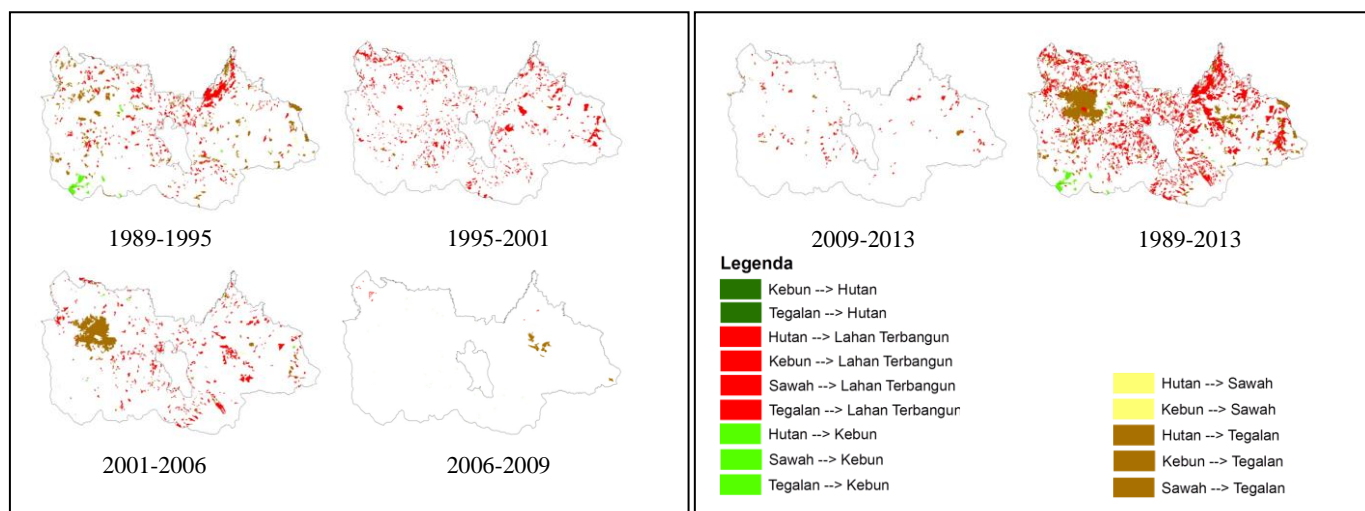 1989-1995
1995-2001
2001-2006
2006-2009
2009-2013
1989-2013
Legenda
Kebun --> Hutan
Tegalan --> Hutan
Hutan --> Lahan Terbangun
Kebun --> Lahan Terbangun
Sawah --> Lahan Terbangun
Tegalan --> Lahan Terbangun
Hutan --> Kebun
Sawah --> Kebun
Tegalan --> Kebun
Hutan --> Sawah
Kebun --> Sawah
Hutan --> Tegalan
Kebun --> Tegalan
Sawah --> Tegalan